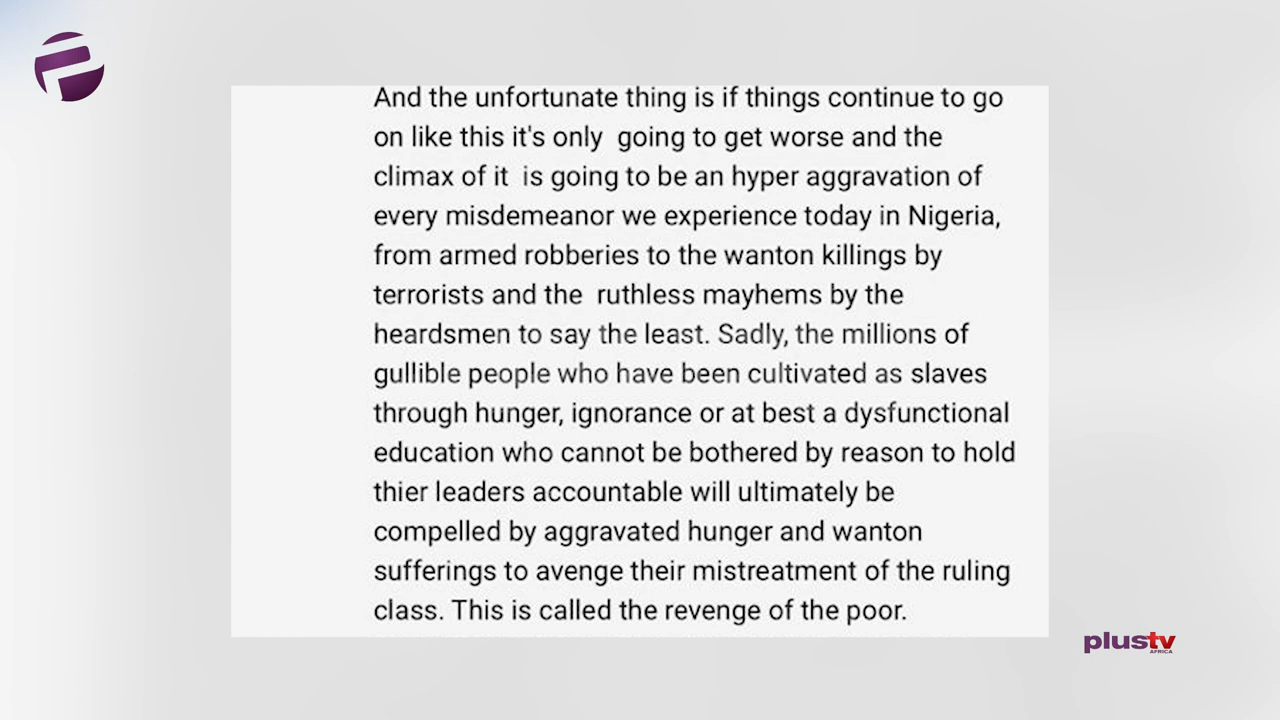 And the unfortunate thing is if things continue to go
on like this it's only  going to get worse and the
climax of it  is going to be an hyper aggravation of
every misdemeanor we experience today in Nigeria,
from armed robberies to the wanton killings by
terrorists and the  ruthless mayhems by the
heardsmen to say the least. Sadly, the millions of
gullible people who have been cultivated as slaves
through hunger, ignorance or at best a dysfunctional
education who cannot be bothered by reason to hold
thier leaders accountable will ultimately be
compelled by aggravated hunger and wanton
sufferings to avenge their mistreatment of the ruling
class. This is called the revenge of the poor.
plustv
AFRICA